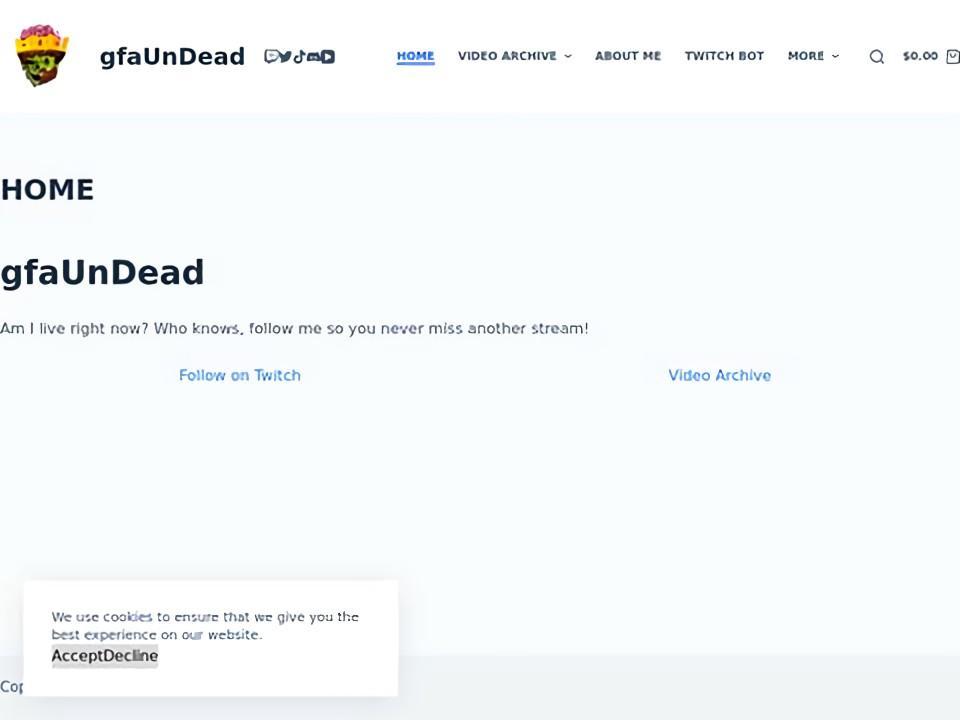 gfaUnDead
HOME
VIDEO ARCHIVE
ABOUT ME
TWITCH BOT
MORE
$0.00
HOME
gfaUnDead
Am I live right now? Who knows, follow me so you never miss another stream!
Follow on Twitch
Video Archive
We use cookies to ensure that we give you the
best experience on our website.
AcceptDecline